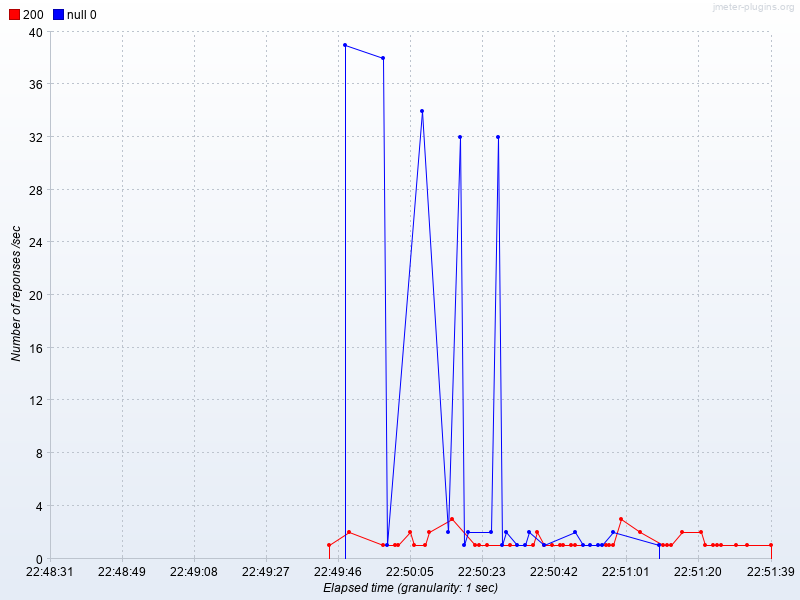 200 null 0
jmeter-plugins.org
40
36
32
28
24
20
16
12
8
4
0
Number of reponses /sec
22:48:31 22:48:49 22:49:08 22:49:27 22:49:46 22:50:05 22:50:23 22:50:42 22:51:01 22:51:20 22:51:39
Elapsed time (granularity: 1 sec)